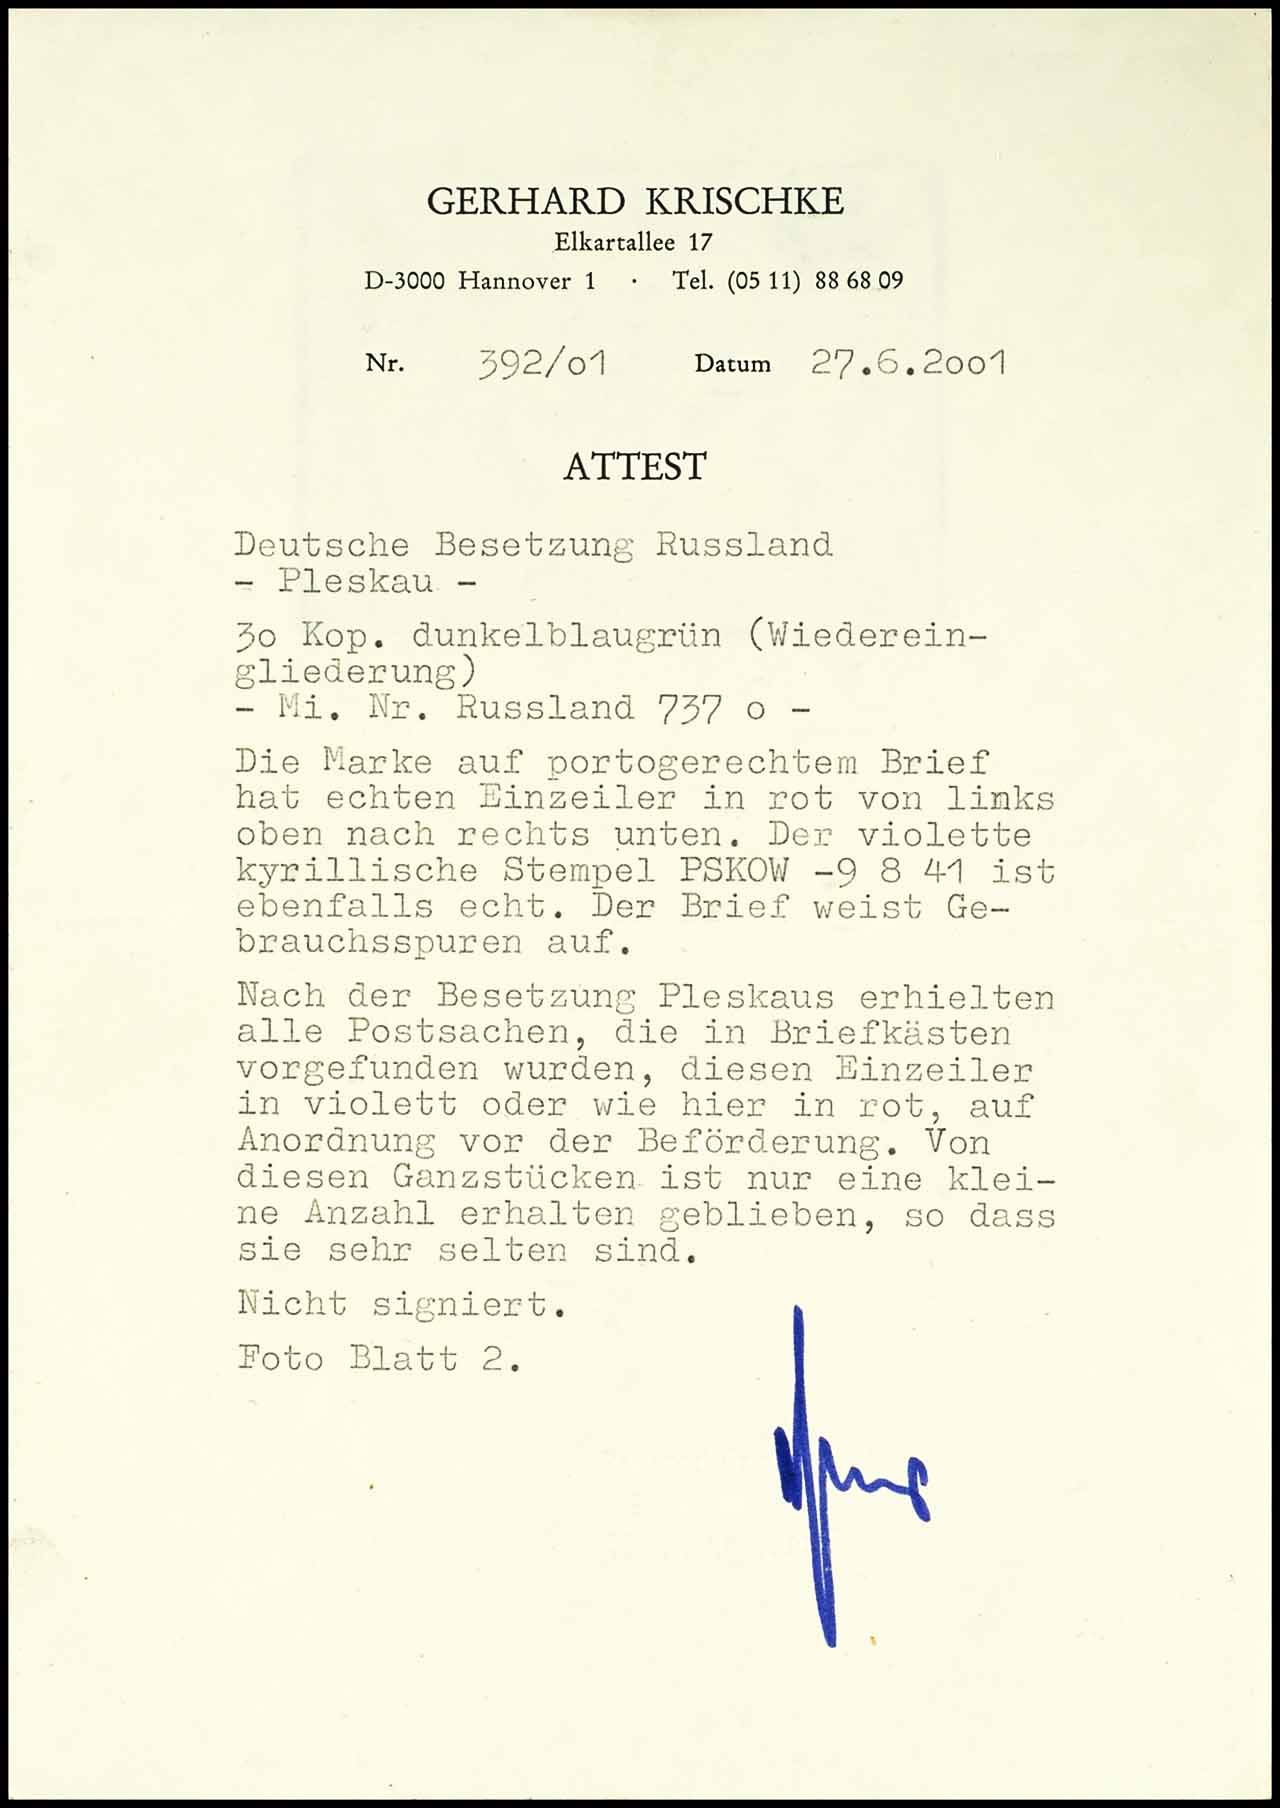 GERHARD KRISCHKE
Elkartallee 17
D-3000 Hannover 1 · Tel. (05 11) 88 68 09
Nr. 392/o1 Datum 27.6.2oo1
ATTEST
Deutsche Besetzung Russland
- Pleskau -
3o Kop. dunkelblaugrün (Wiederein-
gliederung)
- Mi. Nr. Russland 737 o -
Die Marke auf portogerechtem Brief
hat echten Einzeiler in rot von links
oben nach rechts unten. Der violette
kyrillische Stempel PSKOW -9 8 41 ist
ebenfalls echt. Der Brief weist Ge-
brauchsspuren auf.
Nach der Besetzung Pleskaus erhielten
alle Postsachen, die in Briefkästen
vorgefunden wurden, diesen Einzeiler
in violett oder wie hier in rot, auf
Anordnung vor der Beförderung. Von
diesen Ganzstücken ist nur eine klei-
ne Anzahl erhalten geblieben, so dass
sie sehr selten sind.
Nicht signiert.
Foto Blatt 2.